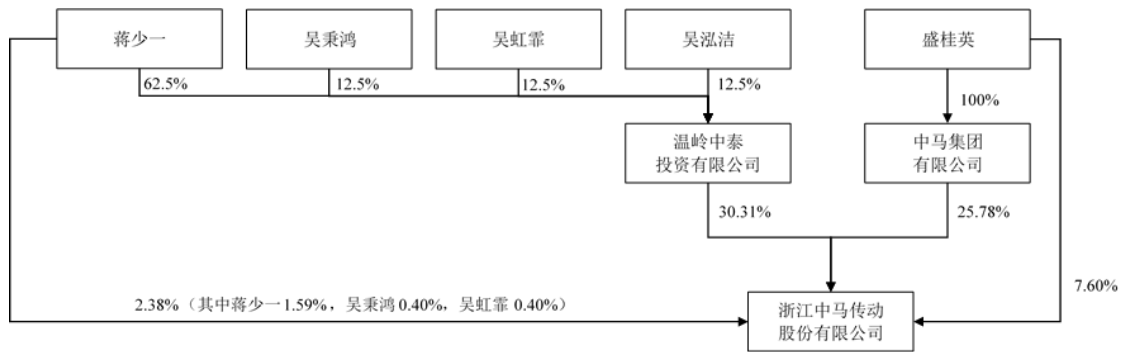 蒋少一
吴秉鸿
吴虹霏
吴泓洁
盛桂英
62.5%
12.5%
12.5%
12.5%
100%
温岭中泰
投资有限公司
中马集团
有限公司
30.31%
25.78%
7.60%
2.38%（其中蒋少一1.59%，吴秉鸿0.40%，吴虹霏 0.40%）
浙江中马传动
股份有限公司